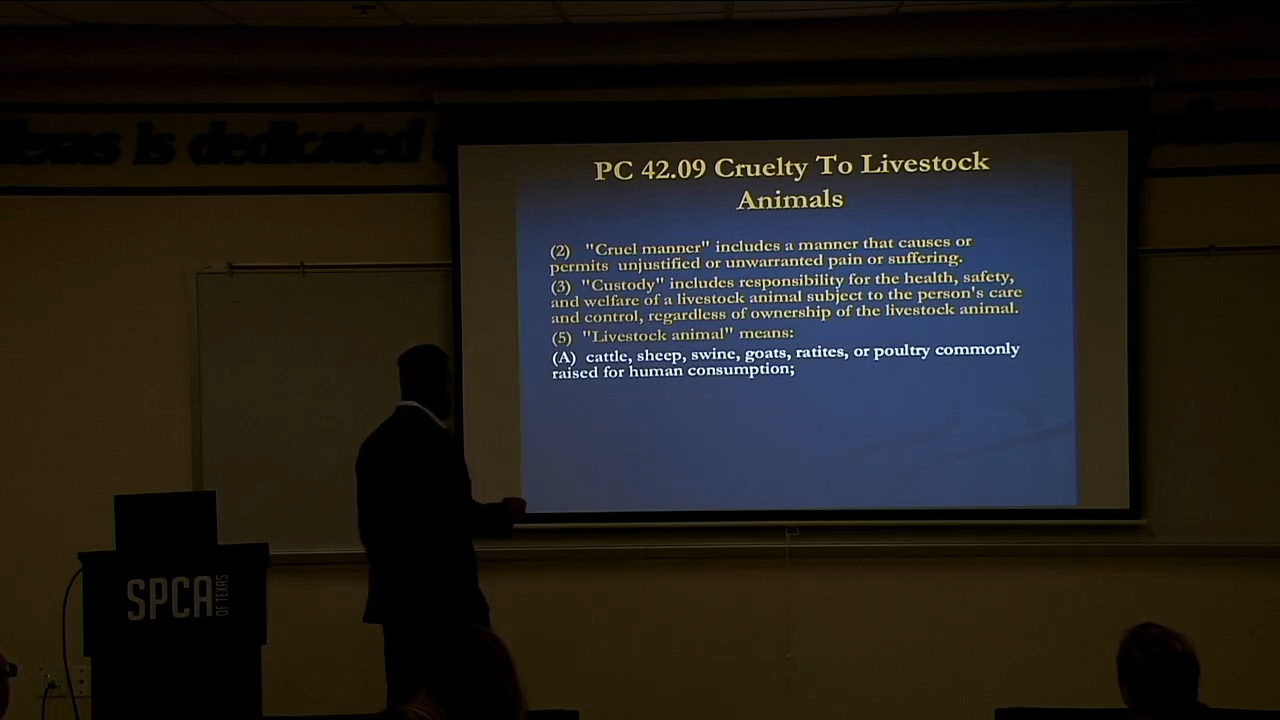 Texas is dedicated
PC 42.09 Cruelty To Livestock
Animals
(2) "Cruel manner" includes a manner that causes or
permits unjustified or unwarranted pain or suffering.
(3) "Custody" includes responsibility for the health, safety,
and welfare of a livestock animal subject to the person's care
and control, regardless of ownership of the livestock animal.
(5) "Livestock animal" means:
(A) cattle, sheep, swine, goats, ratites, or poultry commonly
raised for human consumption;
SPCA
OF TEXAS